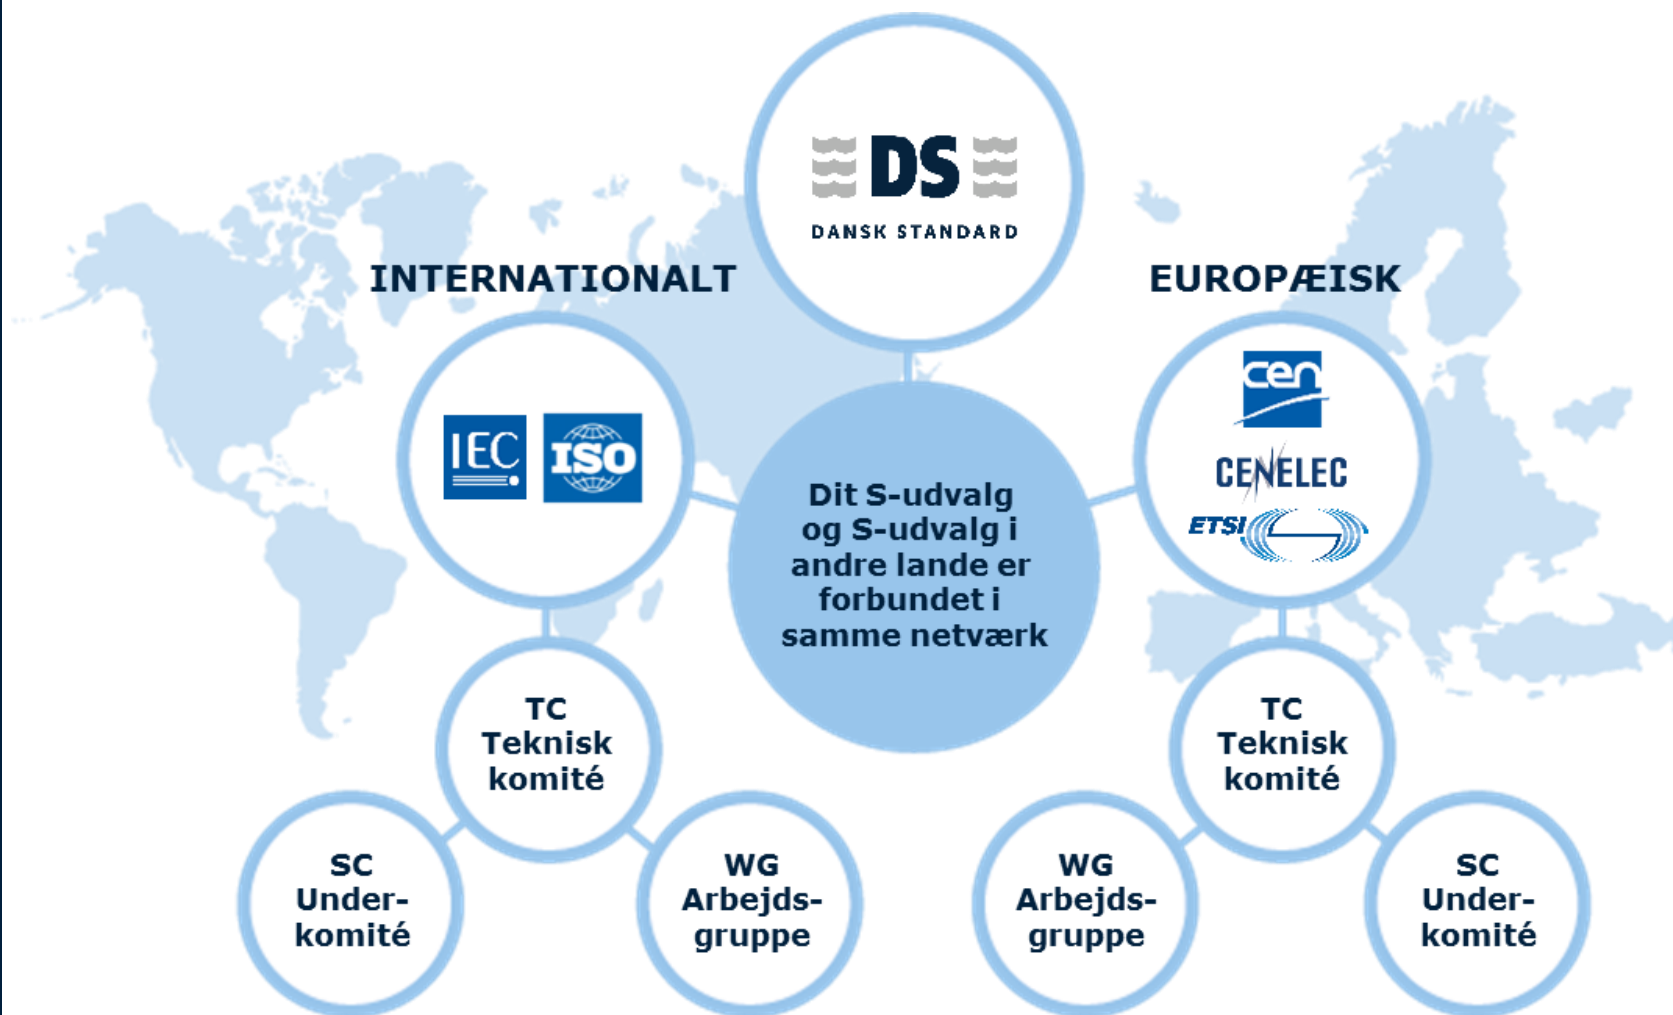 DS
DANSK STANDARD
INTERNATIONALT
EUROPÆISK
IEC
ISO
cen
CENELEC
ETSI
Dit S-udvalg
og S-udvalg i
andre lande er
forbundet i
samme netværk
TC
Teknisk
komité
SC
Under-
komité
WG
Arbejds-
gruppe
TC
Teknisk
komité
WG
Arbejds-
gruppe
SC
Under-
komité